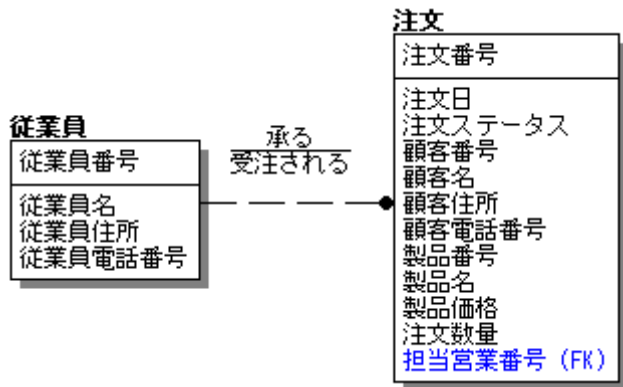 従業員
従業員番号
従業員名
従業員住所
従業員電話番号
承る
受注される
注文
注文番号
注文日
注文ステータス
顧客番号
顧客名
顧客住所
顧客電話番号
製品番号
製品名
製品価格
注文数量
担当営業番号 (FK)